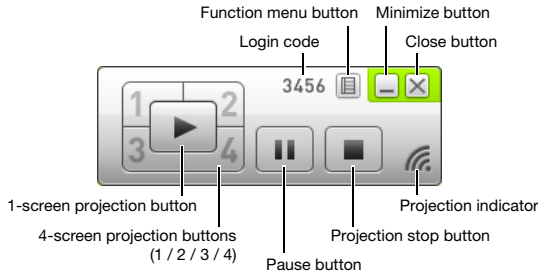 Function menu button Minimize button
Login code Close button
3456
1 2
3 4
1-screen projection button Projection indicator
4-screen projection buttons Projection stop button
(1 / 2 / 3 / 4)
Pause button